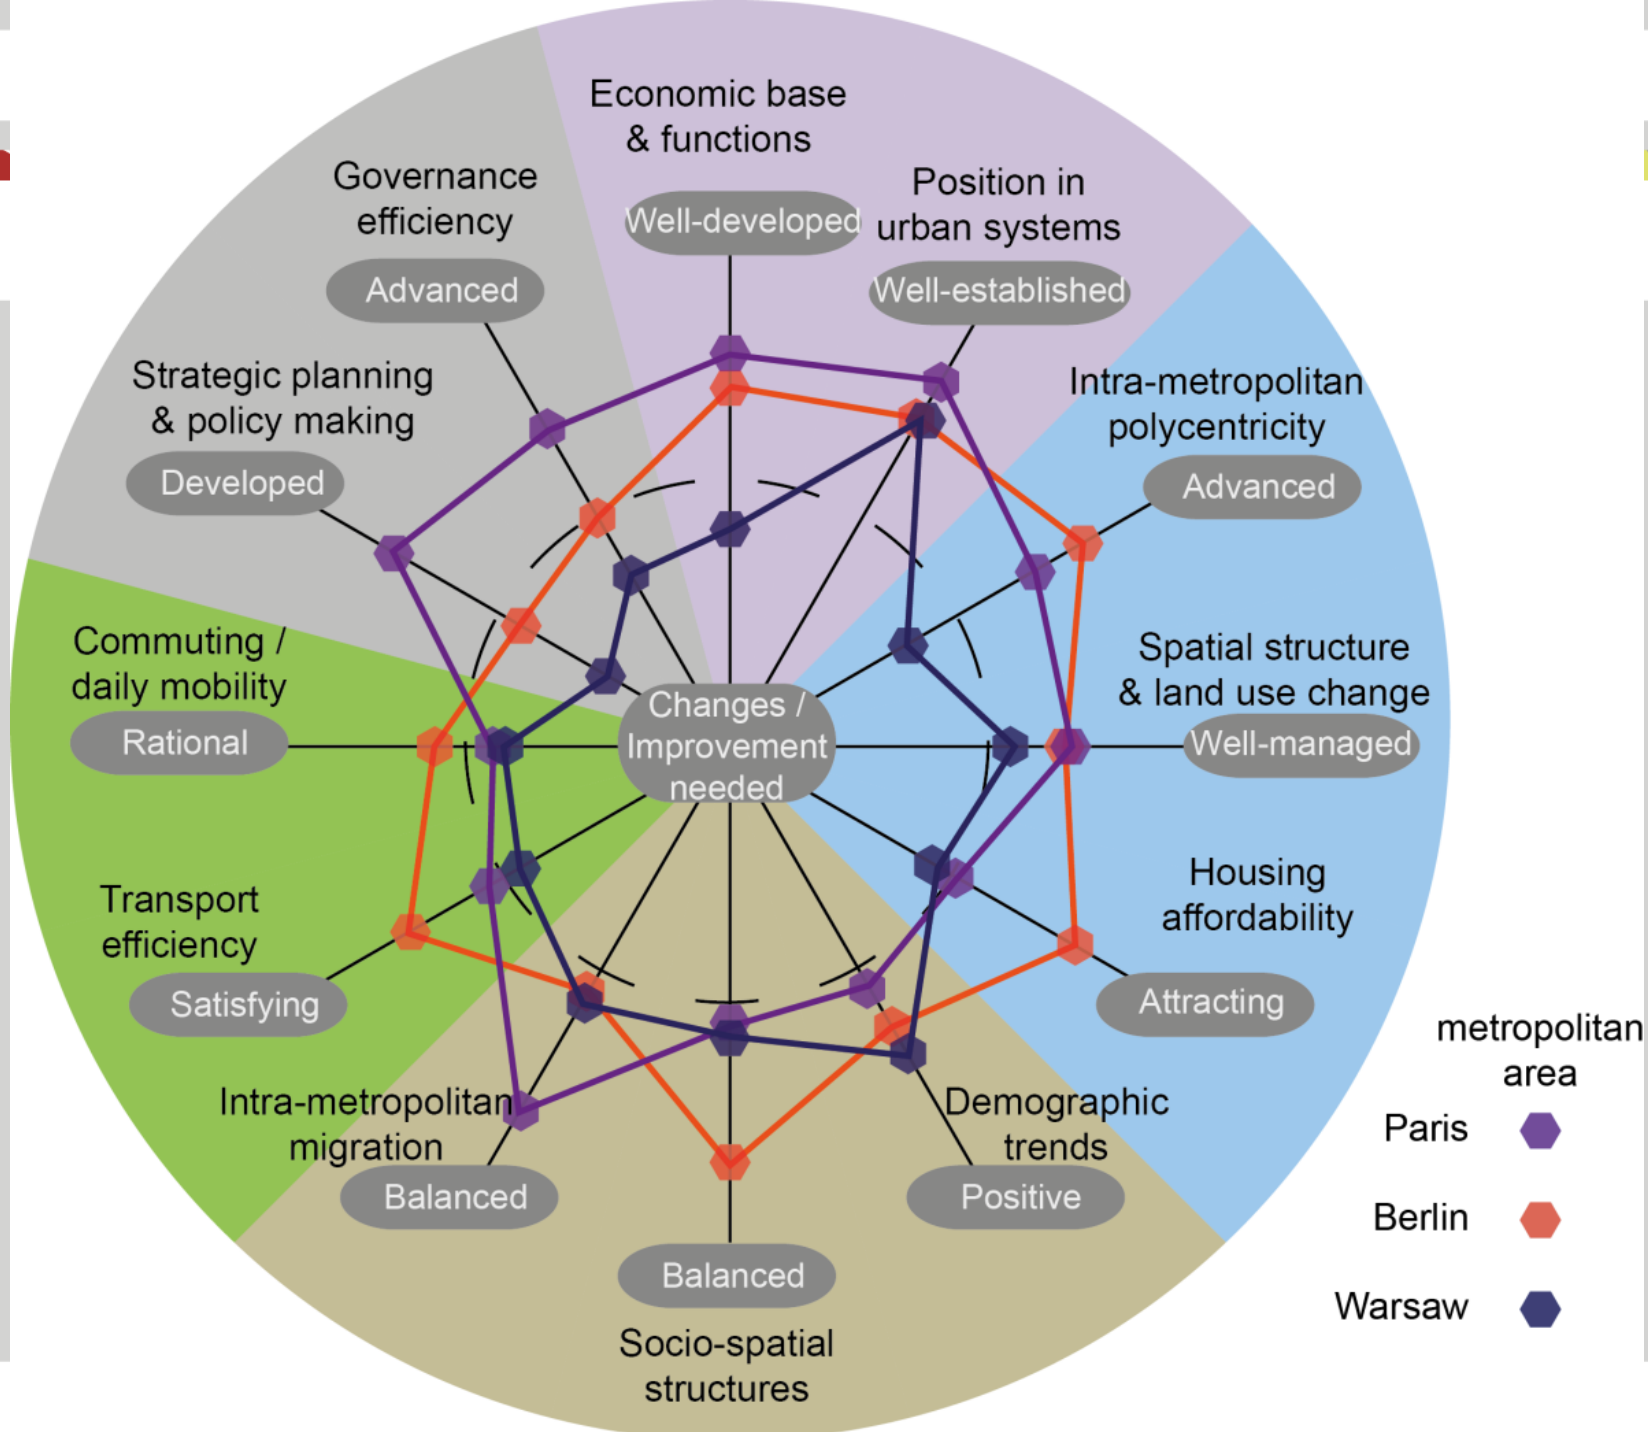 Economic base
& functions
Well-developed
Position in
urban systems
Well-established
Intra-metropolitan
polycentricity
Advanced
Spatial structure
& land use change
Well-managed
Housing
affordability
Attracting
Demographic
trends
Positive
Balanced
Socio-spatial
structures
Intra-metropolitan
migration
Balanced
Transport
efficiency
Satisfying
Commuting /
daily mobility
Rational
Strategic planning
& policy making
Developed
Governance
efficiency
Advanced
Changes /
Improvement
needed
metropolitan
area
Paris
Berlin
Warsaw